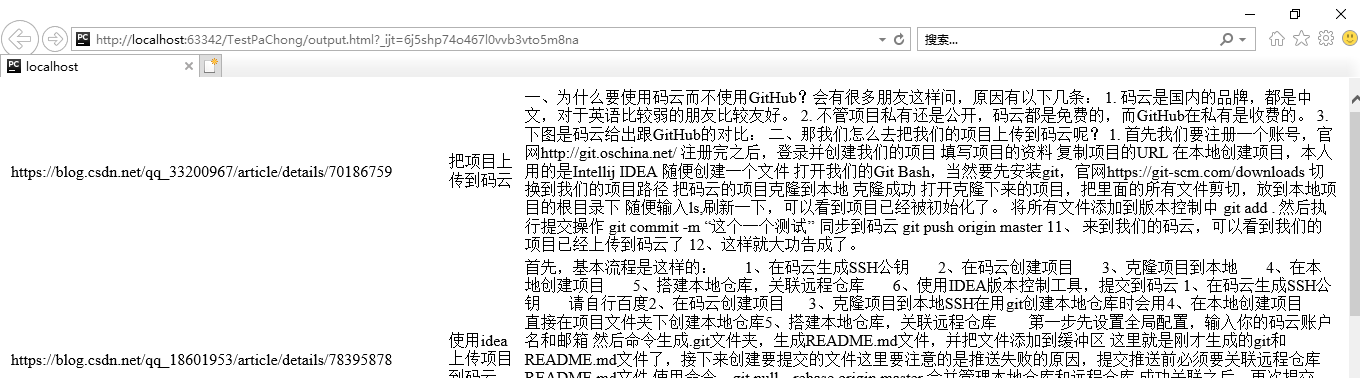 http://localhost:63342/TestPaChong/output.html?_ijt=6j5shp74o467l0vvb3vto5m8na
搜索...
localhost
https://blog.csdn.net/qq_33200967/article/details/70186759
把项目上
传到码云
一、为什么要使用码云而不使用GitHub？会有很多朋友这样问，原因有以下几条： 1. 码云是国内的品牌，都是中
文，对于英语比较弱的朋友比较友好。 2. 不管项目私有还是公开，码云都是免费的，而GitHub在私有是收费的。 3.
下图是码云给出跟GitHub的对比： 二、那我们怎么去把我们的项目上传到码云呢？ 1. 首先我们要注册一个账号，官
网http://git.oschina.net/ 注册完之后，登录并创建我们的项目 填写项目的资料 复制项目的URL 在本地创建项目，本人
用的是Intellij IDEA 随便创建一个文件 打开我们的Git Bash，当然要先安装git，官网https://git-scm.com/downloads 切
换到我们的项目路径 把码云的项目克隆到本地 克隆成功 打开克隆下来的项目，把里面的所有文件剪切，放到本地项
目的根目录下 随便输入ls,刷新一下，可以看到项目已经被初始化了。 将所有文件添加到版本控制中 git add . 然后执
行提交操作 git commit -m “这个一个测试” 同步到码云 git push origin master 11、 来到我们的码云，可以看到我们的
项目已经上传到码云了 12、这样就大功告成了。
https://blog.csdn.net/qq_18601953/article/details/78395878
使用idea
上传项目
到码云
首先，基本流程是这样的： 1、在码云生成SSH公钥 2、在码云创建项目 3、克隆项目到本地 4、在本
地创建项目 5、搭建本地仓库，关联远程仓库 6、使用IDEA版本控制工具，提交到码云 1、在码云生成SSH公
钥 请自行百度2、在码云创建项目 3、克隆项目到本地SSH在用git创建本地仓库时会用4、在本地创建项目
直接在项目文件夹下创建本地仓库5、搭建本地仓库，关联远程仓库 第一步先设置全局配置，输入你的码云账户
名和邮箱 然后命令生成.git文件夹，生成README.md文件，并把文件添加到缓冲区 这里就是刚才生成的git和
README.md文件了，接下来创建要提交的文件这里要注意的是推送失败的原因，提交推送前必须要关联远程仓库
README.md文件 使用命令 git pull --rebase origin master 合并管理本地仓库和远程仓库 成功关联之后，再次提交